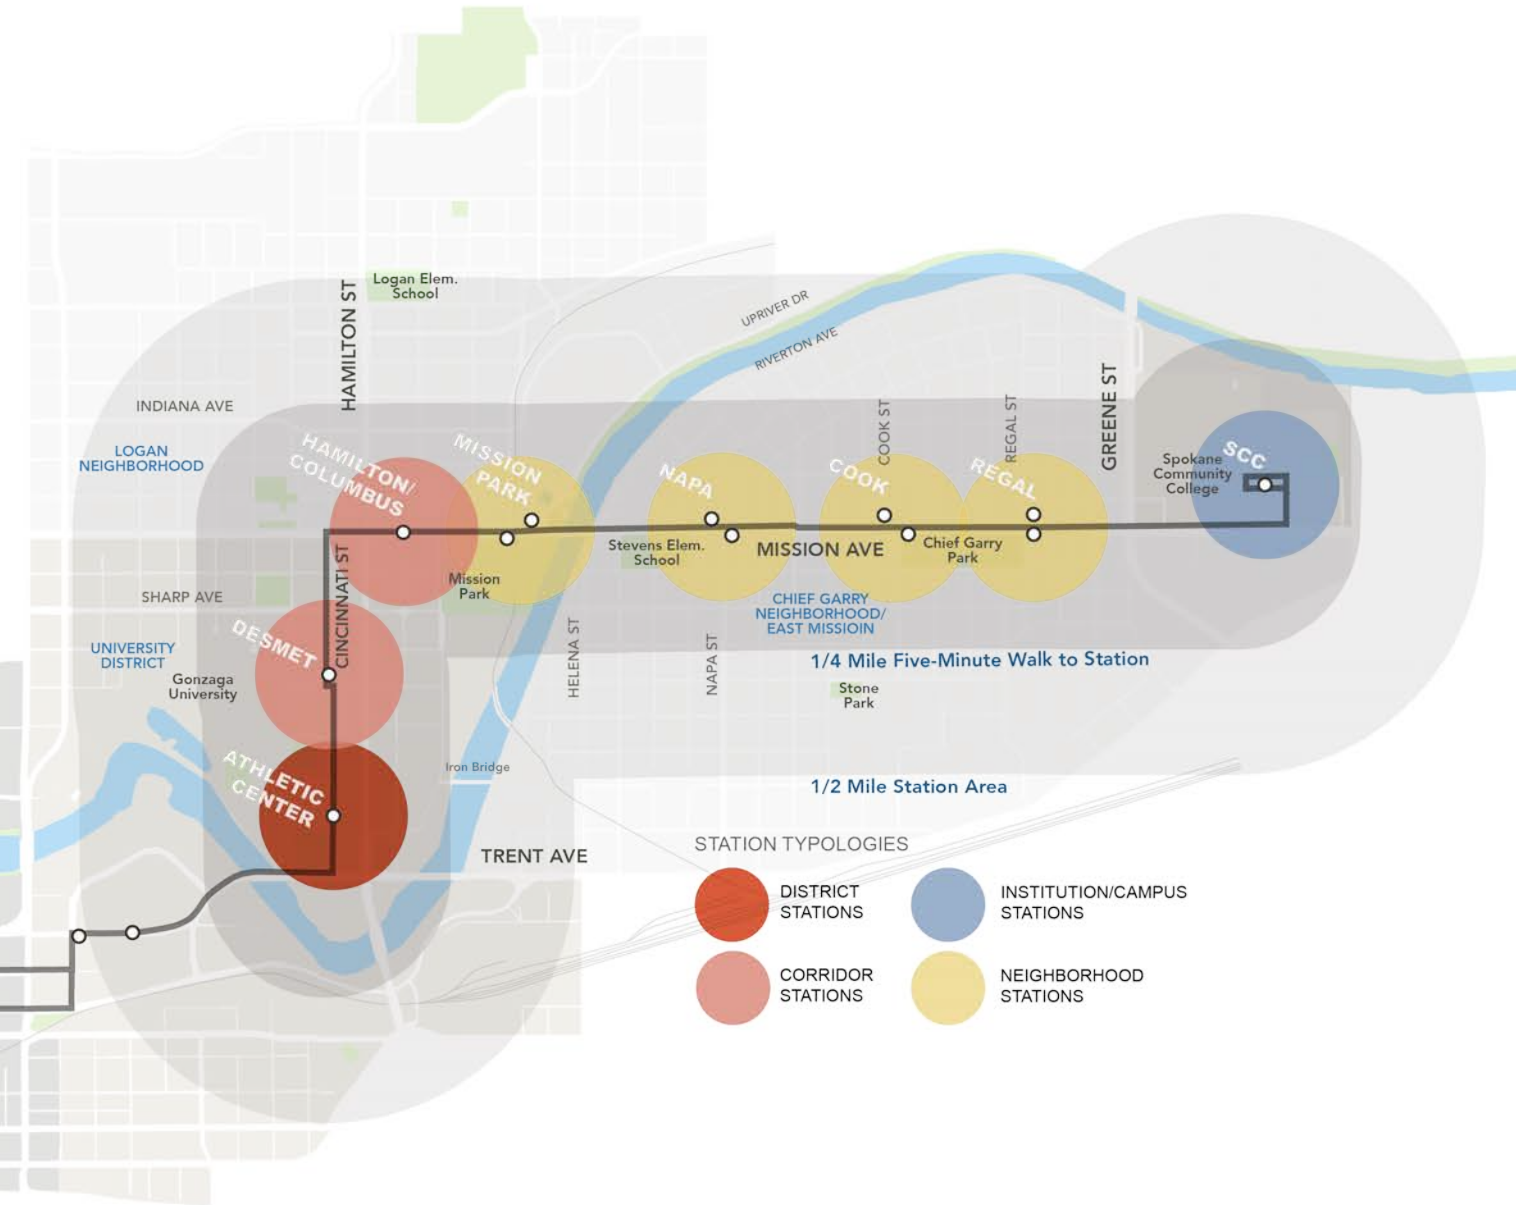 Logan Elem.
School
HAMILTON ST
UPRIVER DR
RIVERTON AVE
INDIANA AVE
LOGAN
NEIGHBORHOOD
HAMILTON/
COLUMBUS
MISSION
PARK
NAPA
COOK
COOK ST
REGAL
REGAL ST
GREENE ST
SCC
Spokane
Community
College
Stevens Elem.
School
MISSION AVE
Chief Garry
Park
Mission
Park
CINCINNATI ST
SHARP AVE
CHIEF GARRY
NEIGHBORHOOD/
EAST MISSIOIN
DESMET
UNIVERSITY
DISTRICT
Gonzaga
University
HELENA ST
NAPA ST
1/4 Mile Five-Minute Walk to Station
Stone
Park
ATHLETIC
CENTER
Iron Bridge
1/2 Mile Station Area
TRENT AVE
STATION TYPOLOGIES
DISTRICT
STATIONS
INSTITUTION/CAMPUS
STATIONS
CORRIDOR
STATIONS
NEIGHBORHOOD
STATIONS